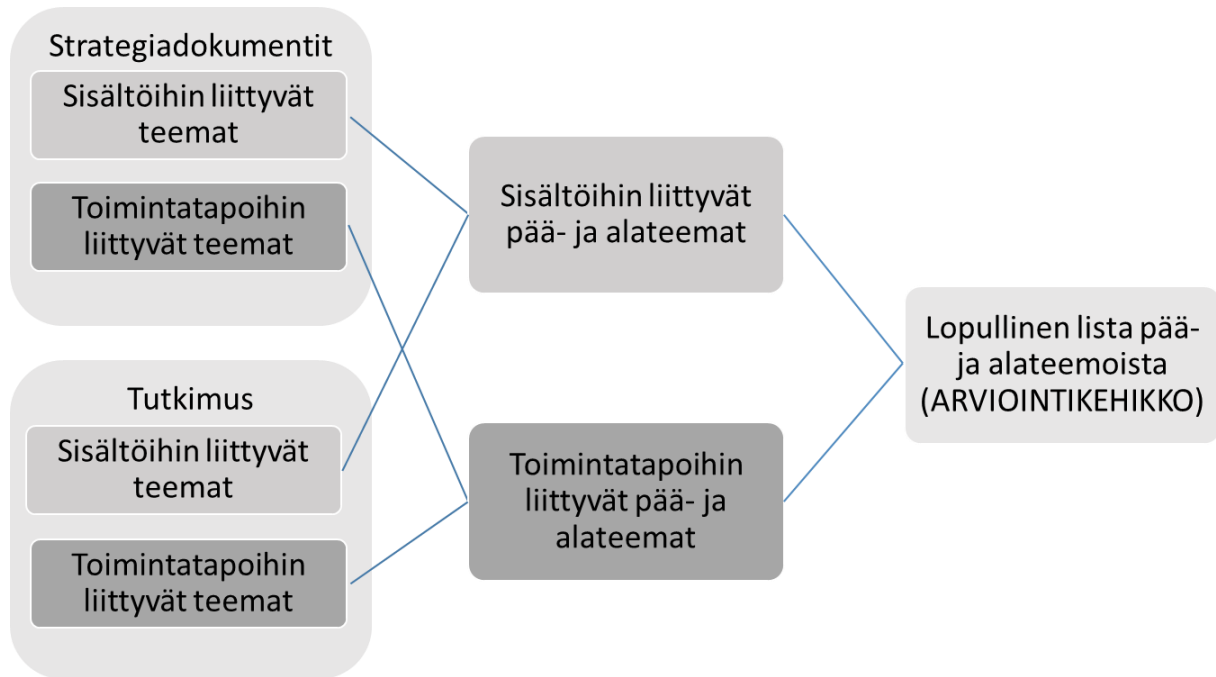 Strategiadokumentit
Sisältöihin liittyvät
teemat
Toimintatapoihin
liittyvät teemat
Tutkimus
Sisältöihin liittyvät
teemat
Toimintatapoihin
liittyvät teemat
Sisältöihin liittyvät
pää- ja alateemat
Toimintatapoihin
liittyvät pää- ja
alateemat
Lopullinen lista pää-
ja alateemoista
(ARVIOINTIKEHIKKO)